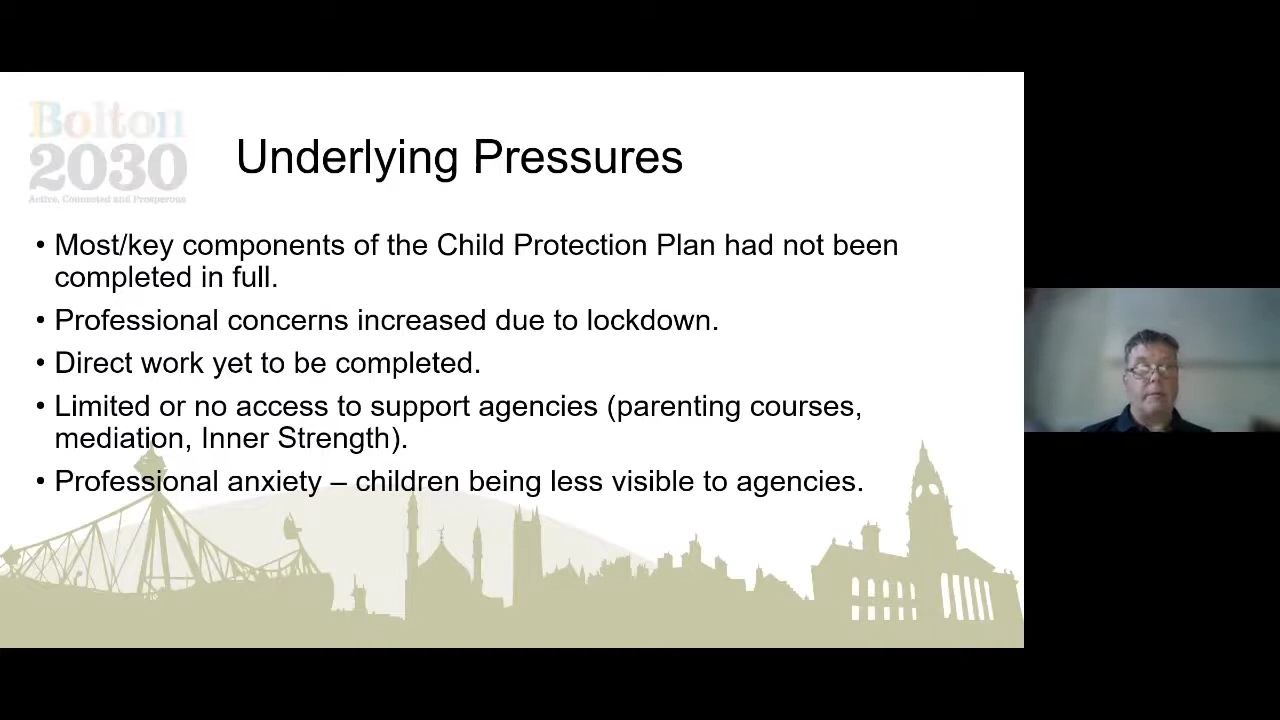 Bolton
2030
Active, Connected and Prosperous
Underlying Pressures
• Most/key components of the Child Protection Plan had not been
completed in full.
• Professional concerns increased due to lockdown.
• Direct work yet to be completed.
• Limited or no access to support agencies (parenting courses,
mediation, Inner Strength).
• Professional anxiety – children being less visible to agencies.